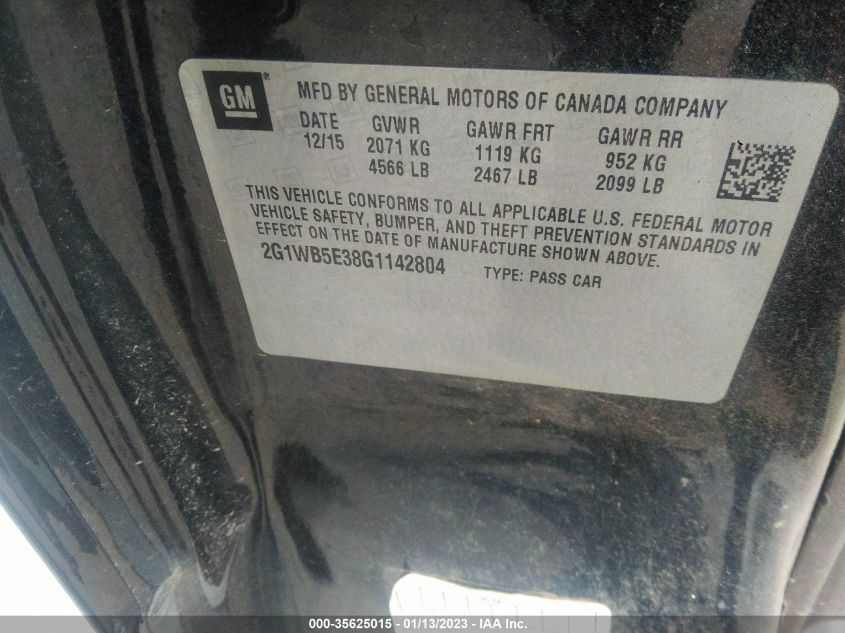 GM®
MFD BY GENERAL MOTORS OF CANADA COMPANY
DATE GVWR GAWR FRT GAWR RR
12/15 2071 KG 1119 KG 952 KG
4566 LB 2467 LB 2099 LB
THIS VEHICLE CONFORMS TO ALL APPLICABLE U.S. FEDERAL MOTOR
VEHICLE SAFETY, BUMPER, AND THEFT PREVENTION STANDARDS IN
EFFECT ON THE DATE OF MANUFACTURE SHOWN ABOVE.
2G1WB5E38G1142804 TYPE: PASS CAR
000-35625015 - 01/13/2023 - IAA Inc.